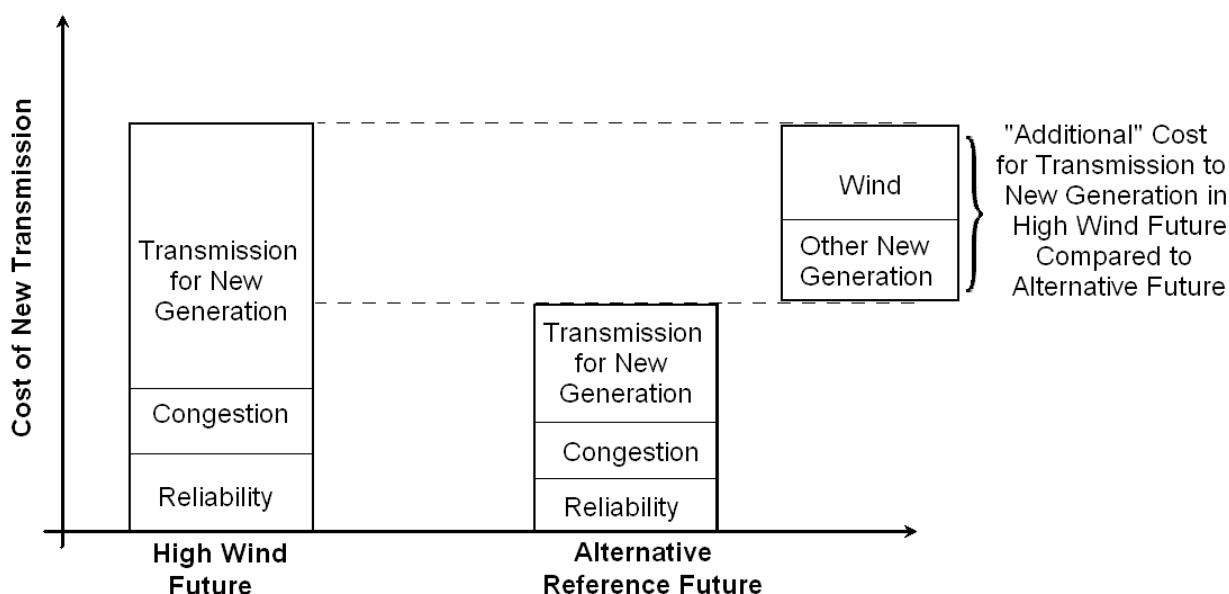 Cost of New Transmission
Transmission
for New
Generation
Congestion
Reliability
High Wind
Future
Transmission
for New
Generation
Congestion
Reliability
Alternative
Reference Future
Wind
Other New
Generation
"Additional" Cost
for Transmission to
New Generation in
High Wind Future
Compared to
Alternative Future